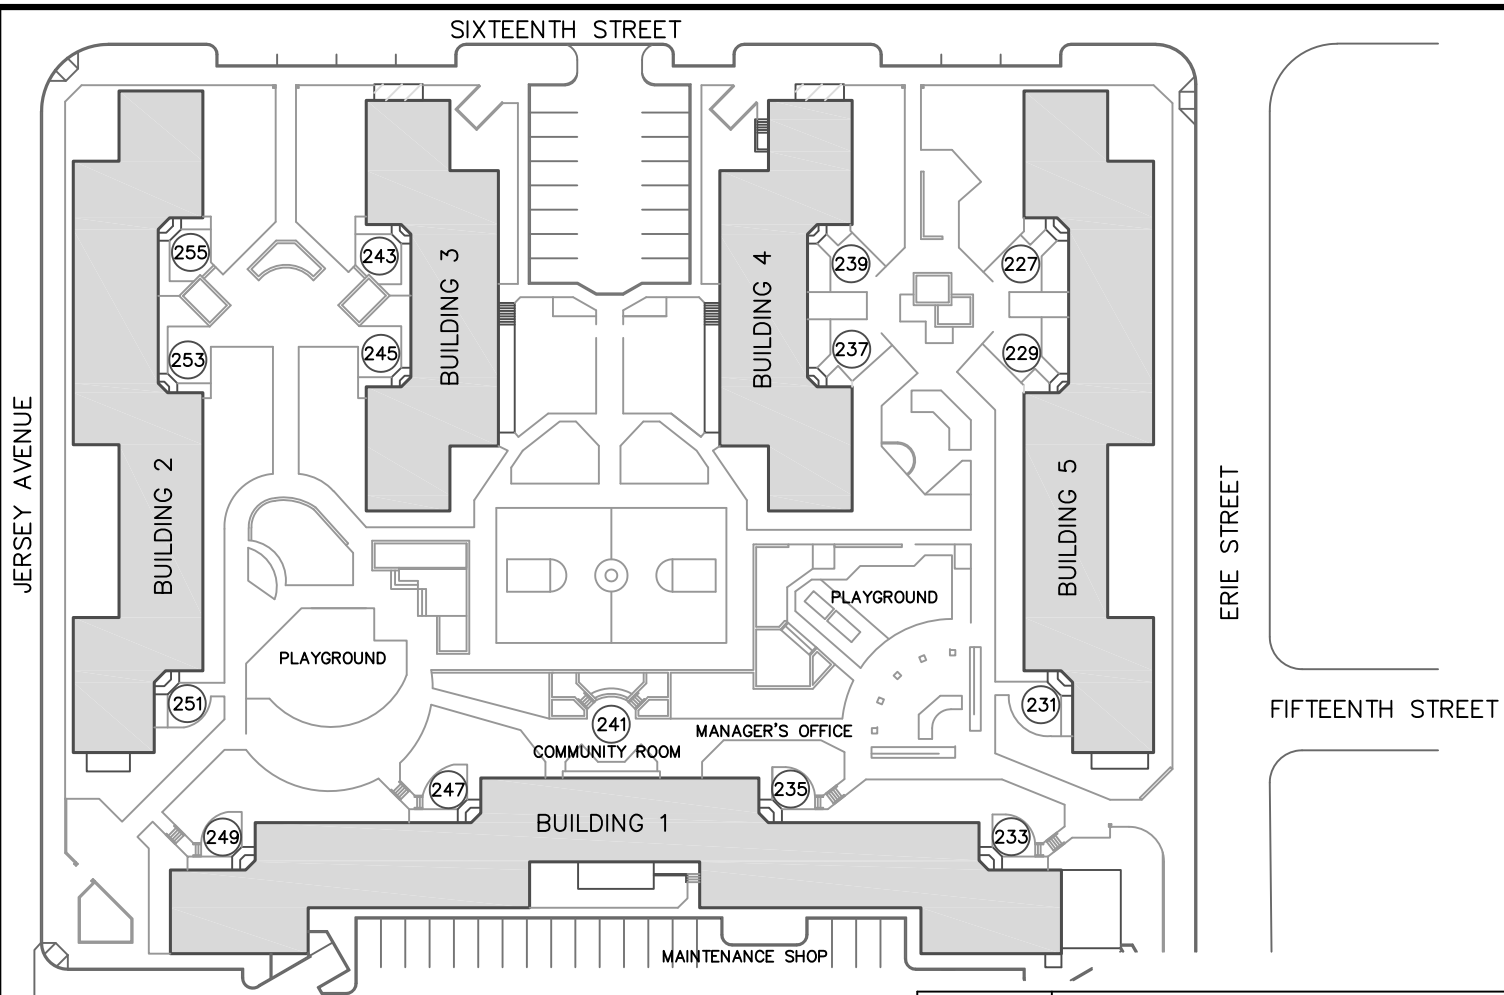 SIXTEENTH STREET
255
243
239
227
BUILDING 3
BUILDING 4
253
245
237
229
JERSEY AVENUE
BUILDING 2
BUILDING 5
ERIE STREET
PLAYGROUND
PLAYGROUND
251
241
231
FIFTEENTH STREET
MANAGER'S OFFICE
COMMUNITY ROOM
247
235
BUILDING 1
249
233
MAINTENANCE SHOP